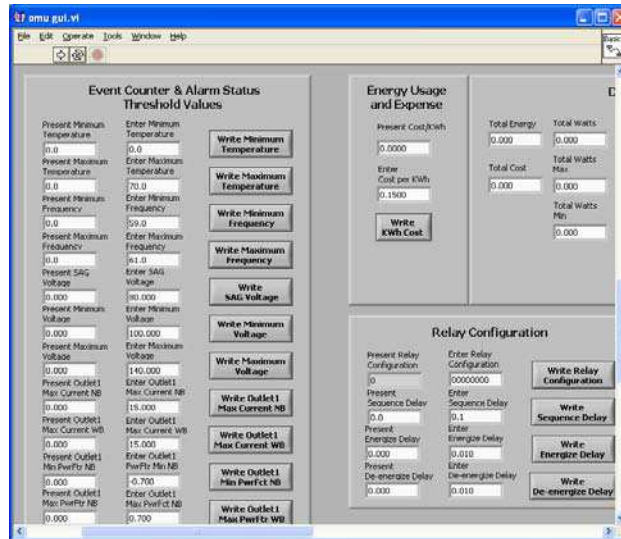 omu gui.vi
File Edit Operate Tools Window Help
Basic
Event Counter & Alarm Status
Threshold Values
Present Minimum
Temperature
0.0
Enter Minimum
Temperature
0.0
Write Minimum
Temperature
Present Maximum
Temperature
0.0
Enter Maximum
Temperature
70.0
Write Maximum
Temperature
Present Minimum
Frequency
0.0
Enter Minimum
Frequency
59.0
Write Minimum
Frequency
Present Maximum
Frequency
0.0
Enter Maximum
Frequency
61.0
Write Maximum
Frequency
Present SAG
Voltage
0.000
Enter SAG
Voltage
80.000
Write
SAG Voltage
Present Minimum
Voltage
0.000
Enter Minimum
Voltage
100.000
Write Minimum
Voltage
Present Maximum
Voltage
0.000
Enter Maximum
Voltage
140.000
Write Maximum
Voltage
Present Outlet1
Max Current NB
0.000
Enter Outlet1
Max Current NB
15.000
Write Outlet1
Max Current NB
Present Outlet1
Max Current WB
0.000
Enter Outlet1
Max Current WB
15.000
Write Outlet1
Max Current WB
Present Outlet1
Min PwrFtr NB
0.000
Enter Outlet1
PwrFtr Min NB
-0.700
Write Outlet1
Min PwrFct NB
Present Outlet1
Max PwrFtr NB
0.000
Enter Outlet1
Max PwrFct NB
0.700
Write Outlet1
Max PwrFtr WB
Energy Usage
and Expense
Present Cost/KWh
0.0000
Enter
Cost per KWh
0.1500
Write
KWh Cost
D
Total Energy
0.000
Total Watts
0.000
Total Cost
0.000
Total Watts
Max
0.000
Total Watts
Min
0.000
Relay Configuration
Present Relay
Configuration
0
Enter Relay
Configuration
00000000
Write Relay
Configuration
Present
Sequence Delay
0.0
Enter
Sequence Delay
0.1
Write
Sequence Delay
Present
Energize Delay
0.000
Enter
Energize Delay
0.010
Write
Energize Delay
Present
De-energize Delay
0.000
Enter
De-energize Delay
0.010
Write
De-energize Delay